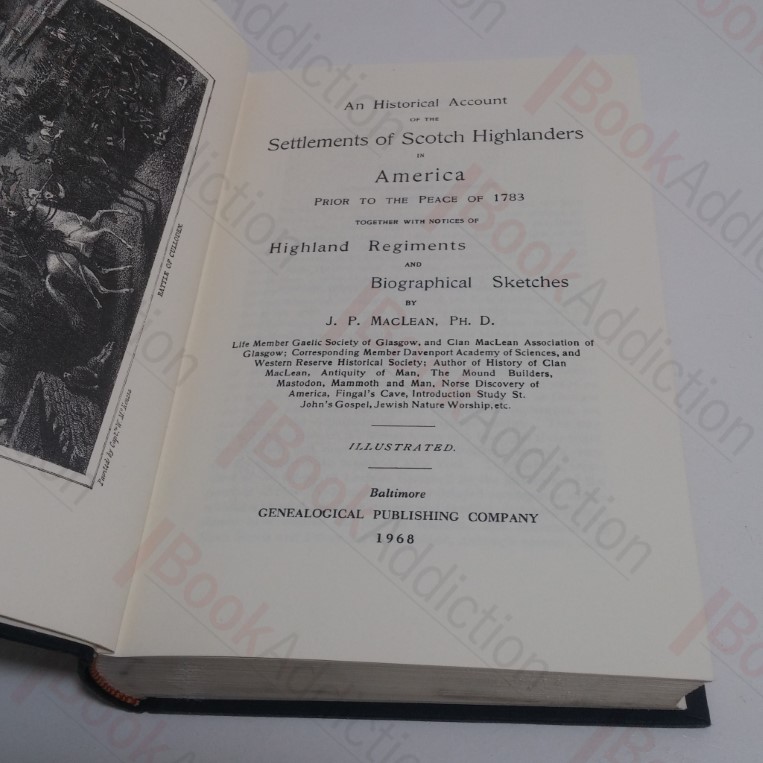 BATTLE OF CULLODEN
An Historical Account
OF THE
Settlements of Scotch Highlanders
IN
America
PRIOR TO THE PEACE OF 1783
TOGETHER WITH NOTICES OF
Highland Regiments
AND
Biographical Sketches
BY
J. P. MACLEAN, PH. D.
Life Member Gaelic Society of Glasgow, and Clan MacLean Association of
Glasgow; Corresponding Member Davenport Academy of Sciences, and
Western Reserve Historical Society; Author of History of Clan
MacLean, Antiquity of Man, The Mound Builders,
Mastodon, Mammoth and Man, Norse Discovery of
America, Fingal's Cave, Introduction Study St.
John's Gospel, Jewish Nature Worship, etc.
ILLUSTRATED.
Baltimore
GENEALOGICAL PUBLISHING COMPANY
1968
Painted by
BookAddiction